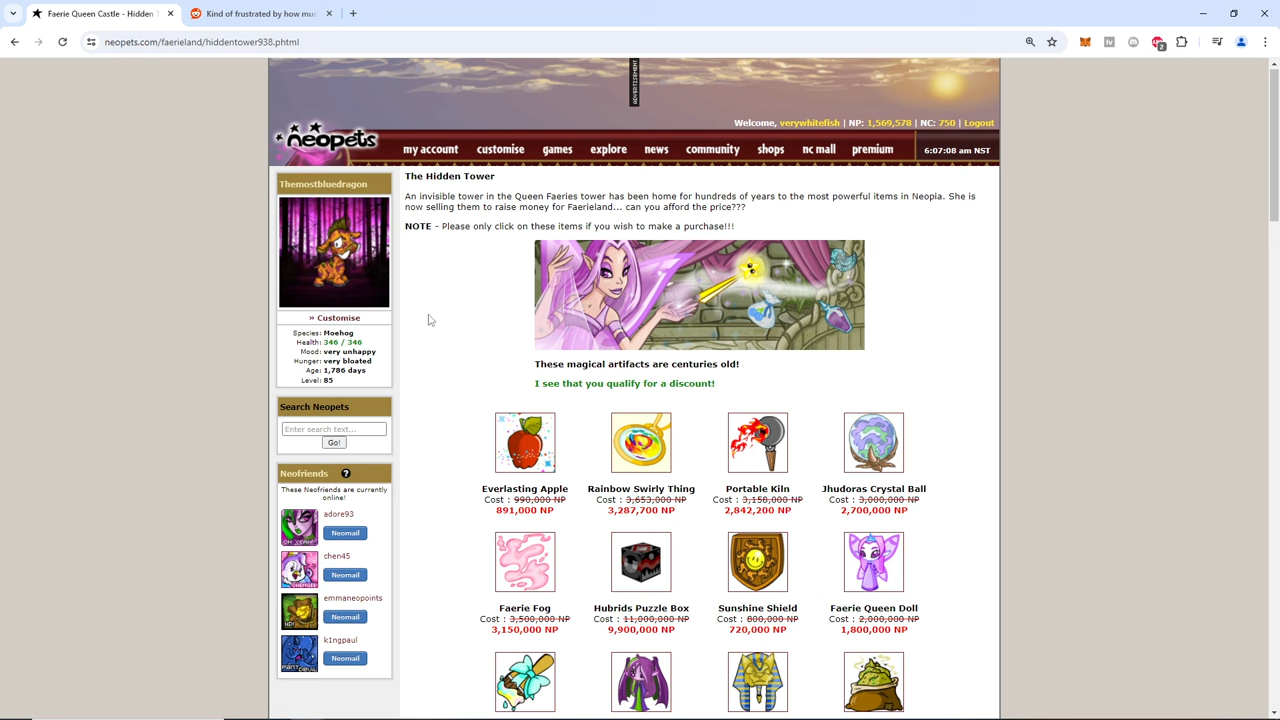 Faerie Queen Castle - Hidden T
Kind of frustrated by how muc
neopets.com/faerieland/hiddentower938.phtml
2
ADVERTISEMENT
Welcome, verywhitefish | NP: 1,569,578 | NC: 750 | Logout
neopets
my account customise games explore news community shops nc mall premium 6:07:08 am NST
Themostbluedragon
» Customise
Species: Moehog
Health: 346 / 346
Mood: very unhappy
Hunger: very bloated
Age: 1,786 days
Level: 85
Search Neopets
Enter search text...
Go!
Neofriends ?
These Neofriends are currently
online!
adore93
OH YEAH!
Neomail
chen45
Neomail
emmaneopoints
Neomail
k1ngpaul
Neomail
The Hidden Tower
An invisible tower in the Queen Faeries tower has been home for hundreds of years to the most powerful items in Neopia. She is
now selling them to raise money for Faerieland... can you afford the price???
NOTE - Please only click on these items if you wish to make a purchase!!!
These magical artifacts are centuries old!
I see that you qualify for a discount!
Everlasting Apple Rainbow Swirly Thing Portable Kiln Jhudoras Crystal Ball
Cost : 990,000 NP Cost : 3,653,000 NP Cost : 3,158,000 NP Cost : 3,000,000 NP
891,000 NP 3,287,700 NP 2,842,200 NP 2,700,000 NP
Faerie Fog Hubrids Puzzle Box Sunshine Shield Faerie Queen Doll
Cost : 3,500,000 NP Cost : 11,000,000 NP Cost : 800,000 NP Cost : 2,000,000 NP
3,150,000 NP 9,900,000 NP 720,000 NP 1,800,000 NP